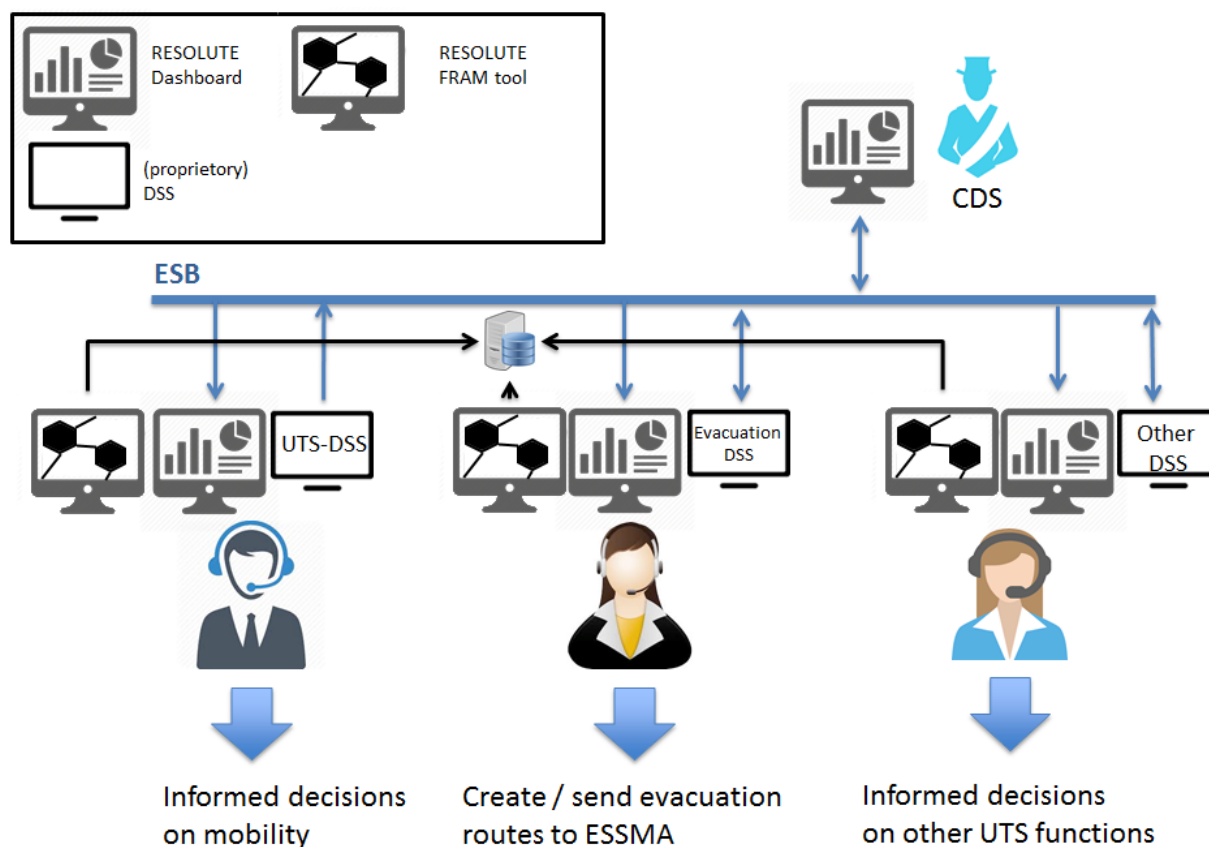 RESOLUTE
Dashboard
RESOLUTE
FRAM tool
(proprietory)
DSS
CDS
ESB
UTS-DSS
Evacuation
DSS
Other
DSS
Informed decisions
on mobility
Create / send evacuation
routes to ESSMA
Informed decisions
on other UTS functions